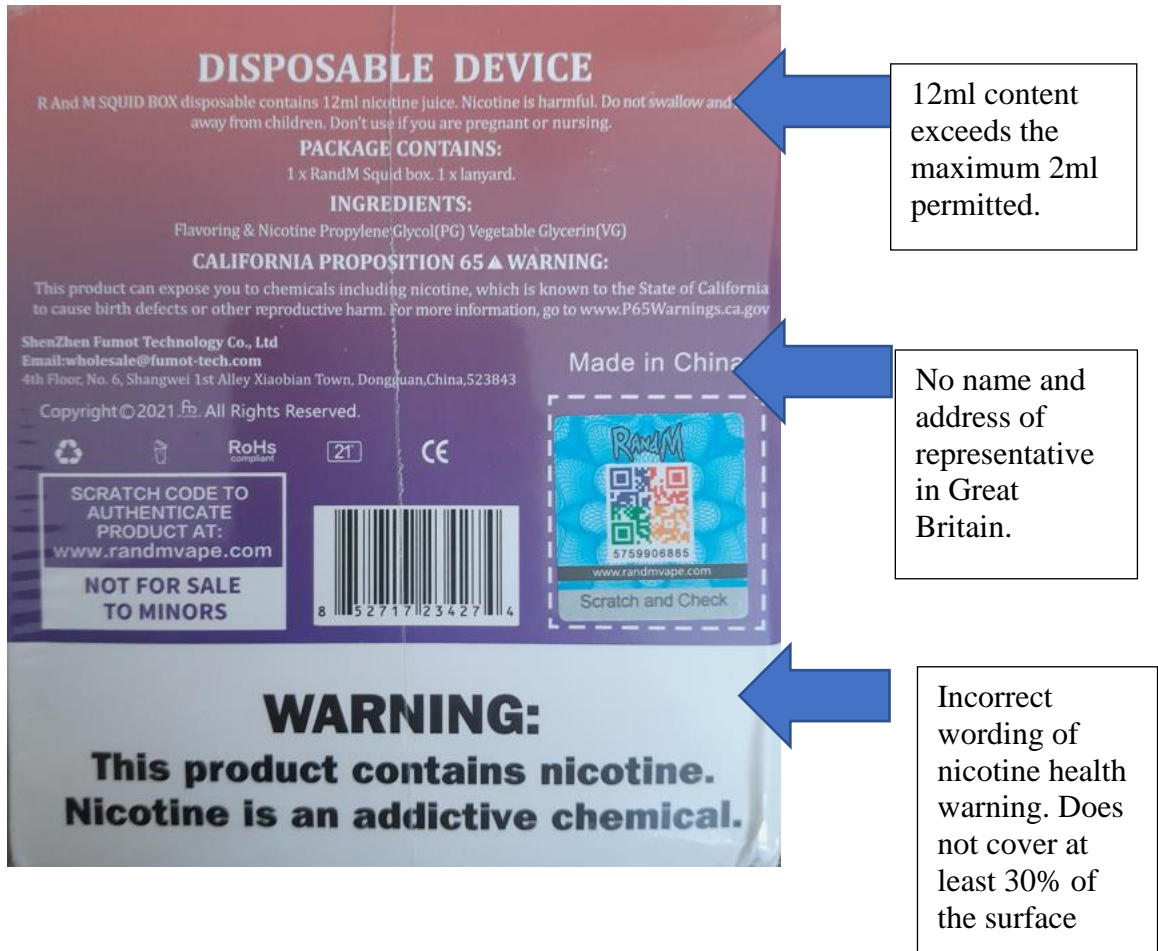 DISPOSABLE DEVICE
R And M SQUID BOX disposable contains 12ml nicotine juice. Nicotine is harmful. Do not swallow and
away from children. Don't use if you are pregnant or nursing.
PACKAGE CONTAINS:
1 x RandM Squid box. 1 x lanyard.
INGREDIENTS:
Flavoring & Nicotine Propylene Glycol(PG) Vegetable Glycerin(VG)
CALIFORNIA PROPOSITION 65 ▲ WARNING:
This product can expose you to chemicals including nicotine, which is known to the State of California
to cause birth defects or other reproductive harm. For more information, go to www.P65Warnings.ca.gov
ShenZhen Fumot Technology Co., Ltd
Email:wholesale@fumot-tech.com
4th Floor, No. 6, Shangwei 1st Alley Xiaobian Town, Dongguan,China,523843
Made in China
Copyright©2021 All Rights Reserved.
RoHs
compliant
21+
CE
SCRATCH CODE TO
AUTHENTICATE
PRODUCT AT:
www.randmvape.com
NOT FOR SALE
TO MINORS
8 52717 23427 4
RandM
5759906885
www.randmvape.com
Scratch and Check
WARNING:
This product contains nicotine.
Nicotine is an addictive chemical.
12ml content
exceeds the
maximum 2ml
permitted.
No name and
address of
representative
in Great
Britain.
Incorrect
wording of
nicotine health
warning. Does
not cover at
least 30% of
the surface